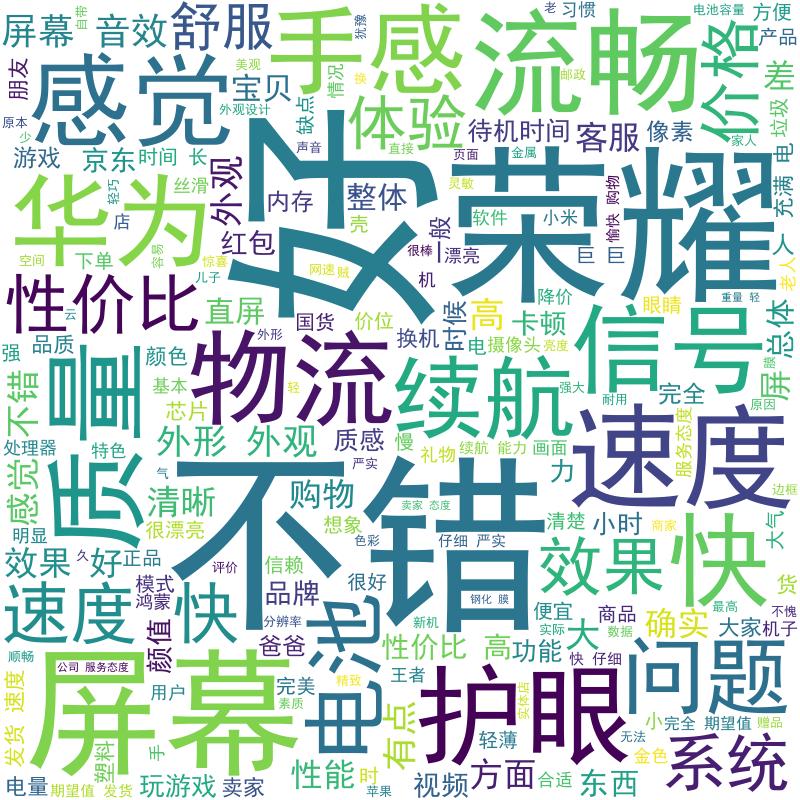 屏幕
音效
舒服
手感
流畅
价格
差
方便
产品
习惯
老
电池容量
犹豫
自带
朋友
感觉
美观
宝贝
外观设计
缺点
情况
体验
邮政
换
待机时间
客服
像素
家人
垃圾
电
原本
少
游戏
京东
时间 长
外观
声音
好
直接
页面
金属
荣耀
充满
轻巧
丝滑
华为
店
内存
整体
壳
一般
灵敏
软件
小米
愉快 购物
人
老人
空间
下单
容易
红包
网速
贼
很棒
漂亮
机
巨 巨
惊喜
儿子
云
重量 轻
性价比
直屏
国货
价位
换机
时候
高
降价
卡顿
眼睛
总体
强
品质
颜色
外形
物流
电
摄像头
亮度
信号
屏
膜
不错
质量
基本
芯片
轻
续航
强大
完全
耐用
原因
处理器
特色
外形 外观
质感
慢
礼物
续航 能力
画面
力
服务态度
速度
边框
感觉
气
清晰
严实
购物
不错
卖家 态度
清楚
小时
商家
大气
明显
很漂亮
想象
色彩
仔细 严实
效果
久
好
正品
评价
信赖
效果
快
货
模式
鸿蒙
品牌
很好
钢化 膜
便宜
商品
确实
最高
不愧
速度
快
颜值
分辨率
爸爸
电池
新机
实际
大
数据
大家
机子
性价比 高
功能
快 仔细
问题
顺畅
公司 服务态度
屏幕
用户
完美
精致
王者
护眼
实体店
发货 速度
素质
有点
轻薄
无法
小
完全 期望值
赠品
塑料
手
金色
系统
电量
期望值 发货
玩游戏
卖家
性能
时
苹果
视频
方面
合适
东西